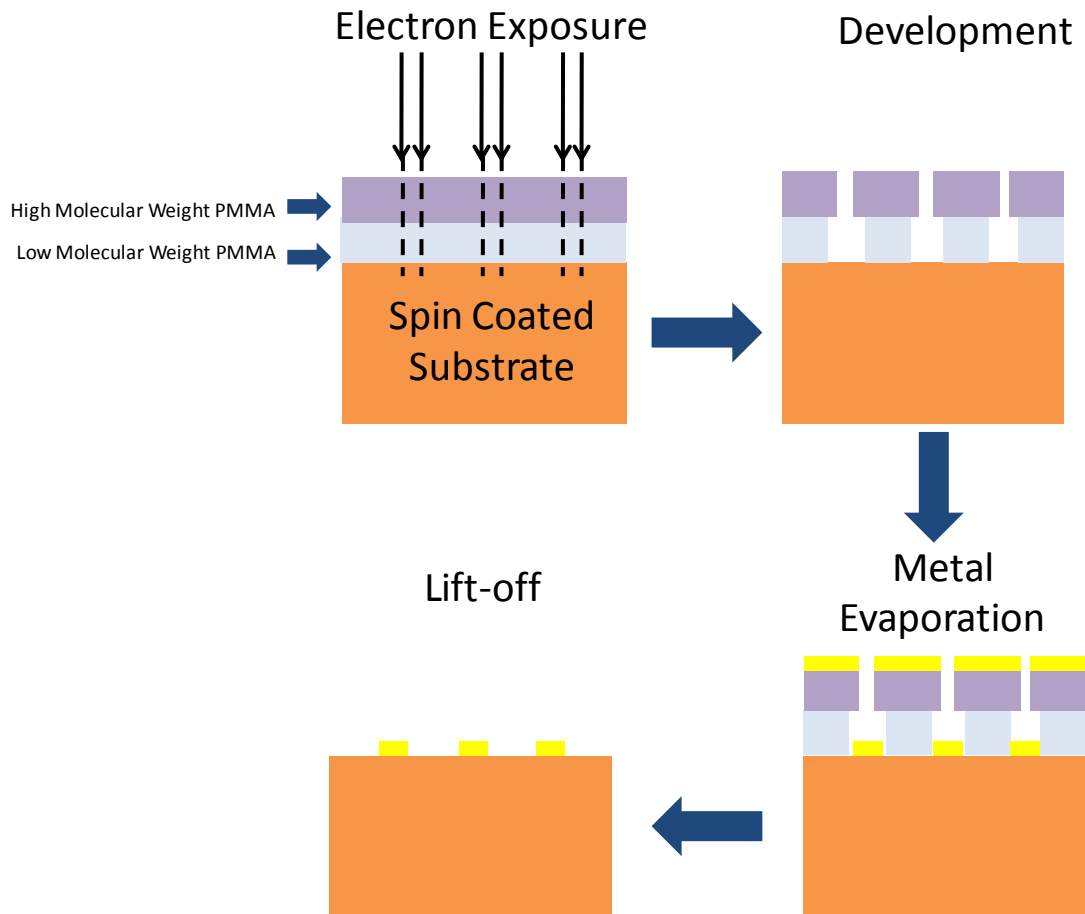 Electron Exposure
Development
High Molecular Weight PMMA
Low Molecular Weight PMMA
Spin Coated
Substrate
Metal
Evaporation
Lift-off